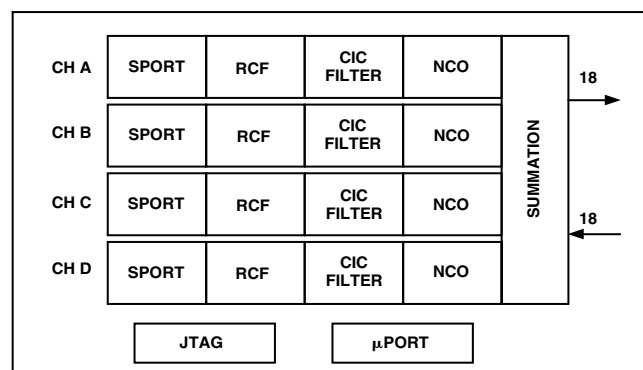 CH A SPORT RCF CIC FILTER NCO 18
CH B SPORT RCF CIC FILTER NCO
SUMMATION
CH C SPORT RCF CIC FILTER NCO 18
CH D SPORT RCF CIC FILTER NCO
JTAG µPORT